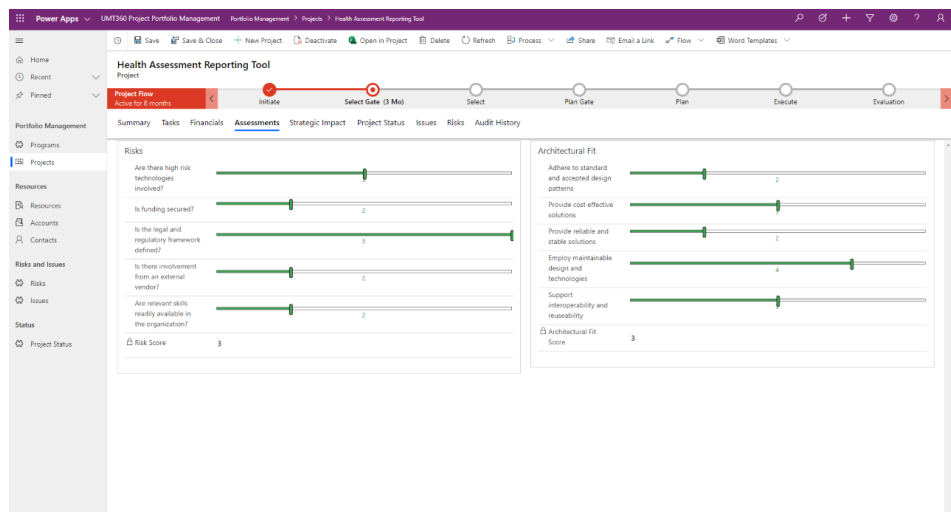 Power Apps UMT360 Project Portfolio Management Portfolio Management > Projects > Health Assessment Reporting Tool
Save Save & Close New Project Deactivate Open in Project Delete Refresh Process Share Email a Link Flow Word Templates
Home
Recent
Pinned
Portfolio Management
Programs
Projects
Resources
Resources
Accounts
Contacts
Risks and Issues
Risks
Issues
Status
Project Status
Health Assessment Reporting Tool
Project
Project Flow
Active for 8 months
Initiate
Select Gate (3 Mo)
Select
Plan Gate
Plan
Execute
Evaluation
Summary Tasks Financials Assessments Strategic Impact Project Status Issues Risks Audit History
Risks
Are there high risk
technologies
involved?
Is funding secured?
2
Is the legal and
regulatory framework
defined?
5
Is there involvement
from an external
vendor?
2
Are relevant skills
readily available in
the organization?
2
Risk Score
3
Architectural Fit
Adhere to standard
and accepted design
patterns
2
Provide cost effective
solutions
Provide reliable and
stable solutions
2
Employ maintainable
design and
technologies
4
Support
interoperability and
reuseability
Architectural Fit
Score
3